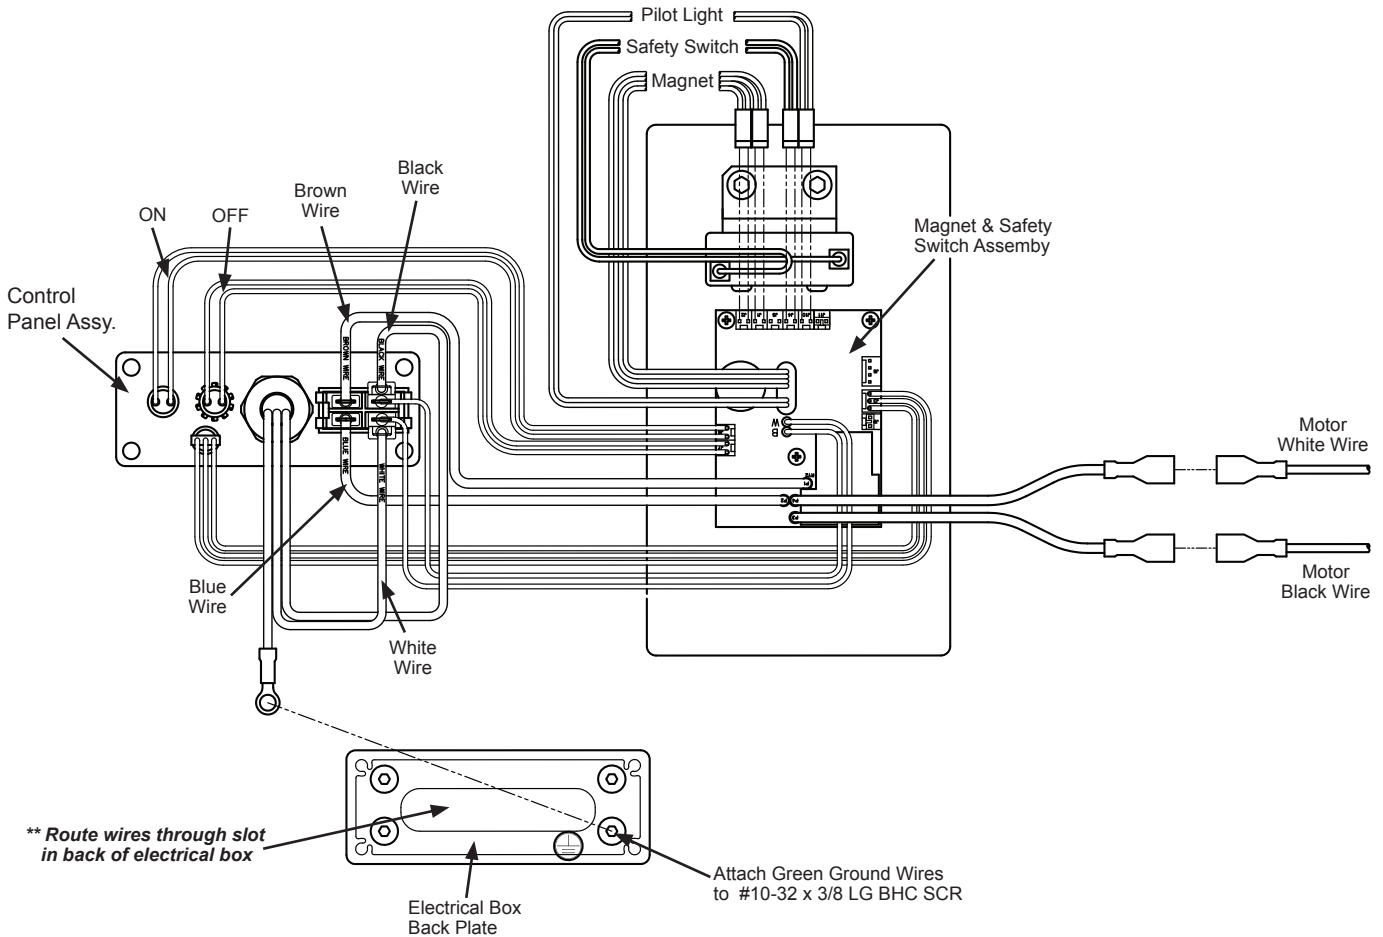 Pilot Light
Safety Switch
Magnet
Black
Wire
Brown
Wire
ON
OFF
Magnet & Safety
Switch Assemby
Control
Panel Assy.
BROWN WIRE
BLACK WIRE
BLUE WIRE
WHITE WIRE
W
B
Motor
White Wire
Motor
Black Wire
Blue
Wire
White
Wire
** Route wires through slot
in back of electrical box
Attach Green Ground Wires
to #10-32 x 3/8 LG BHC SCR
Electrical Box
Back Plate